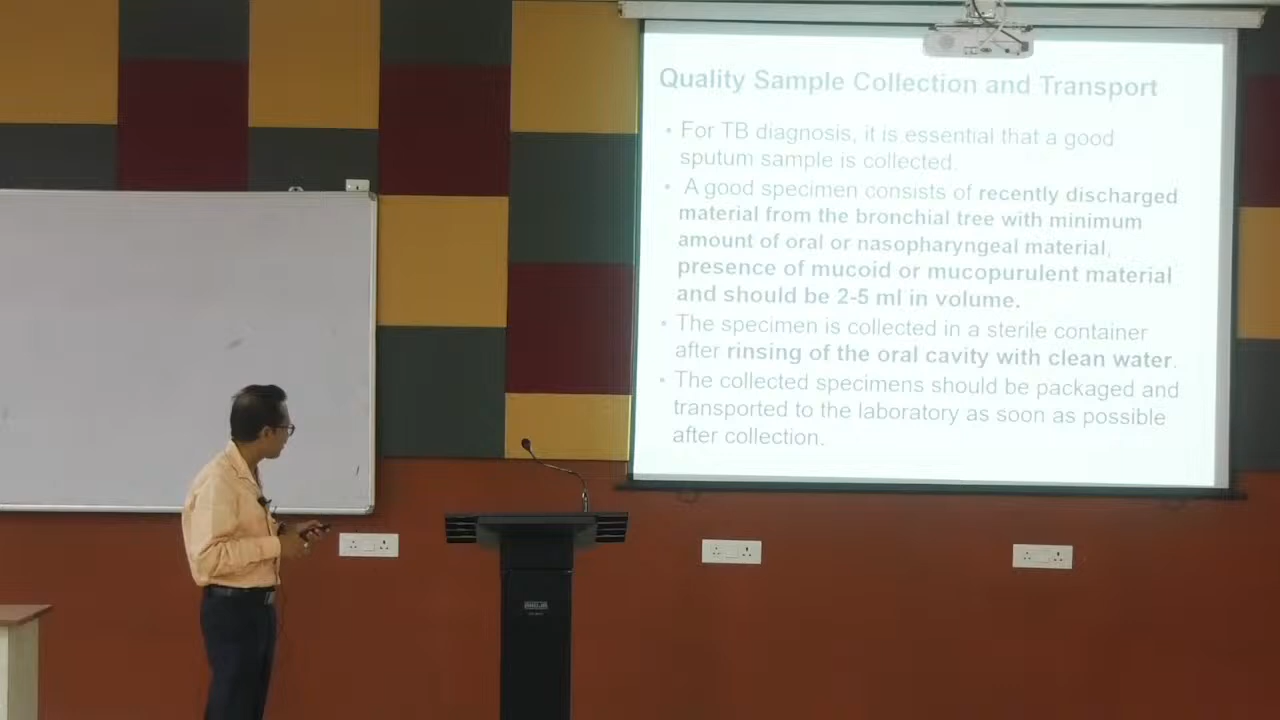 Quality Sample Collection and Transport
• For TB diagnosis, it is essential that a good
sputum sample is collected.
• A good specimen consists of recently discharged
material from the bronchial tree with minimum
amount of oral or nasopharyngeal material,
presence of mucoid or mucopurulent material
and should be 2-5 ml in volume.
• The specimen is collected in a sterile container
after rinsing of the oral cavity with clean water.
• The collected specimens should be packaged and
transported to the laboratory as soon as possible
after collection.